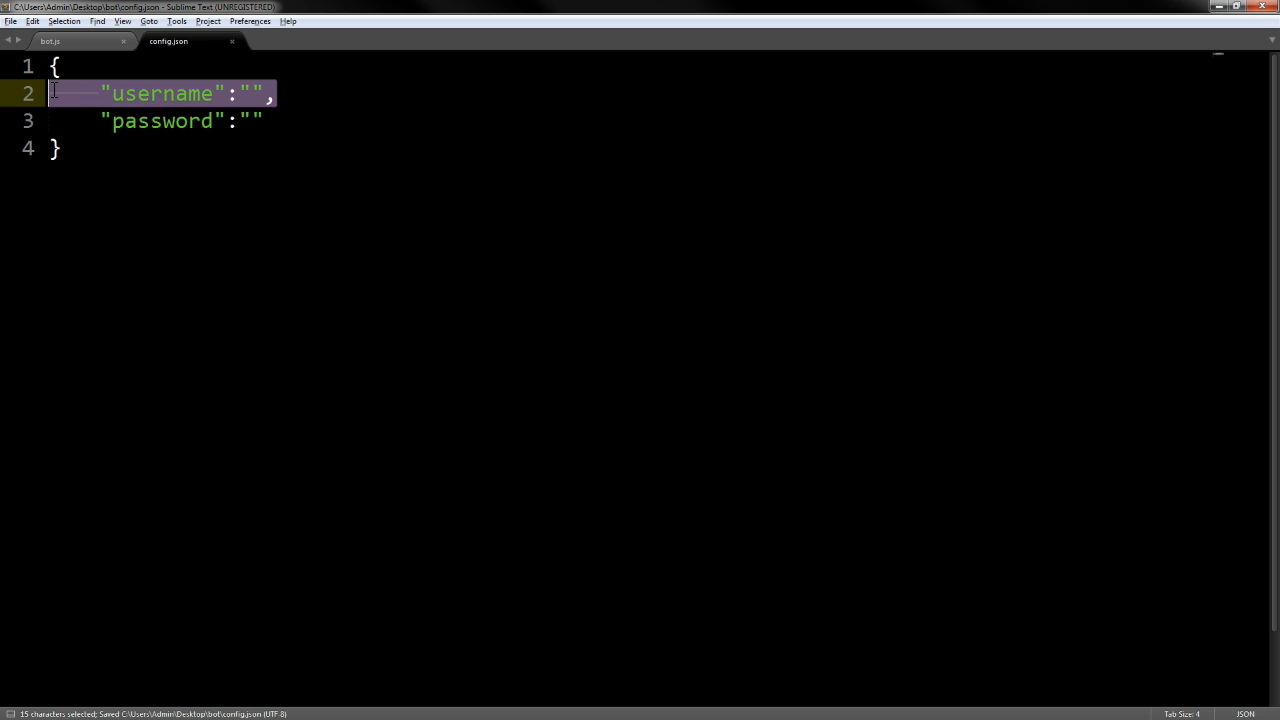 C:\Users\Admin\Desktop\bot\config.json - Sublime Text (UNREGISTERED)
File Edit Selection Find View Goto Tools Project Preferences Help
bot.js × config.json ×
1 {
2 "username":"",
3 "password":""
4 }
15 characters selected; Saved C:\Users\Admin\Desktop\bot\config.json (UTF-8) Tab Size: 4 JSON